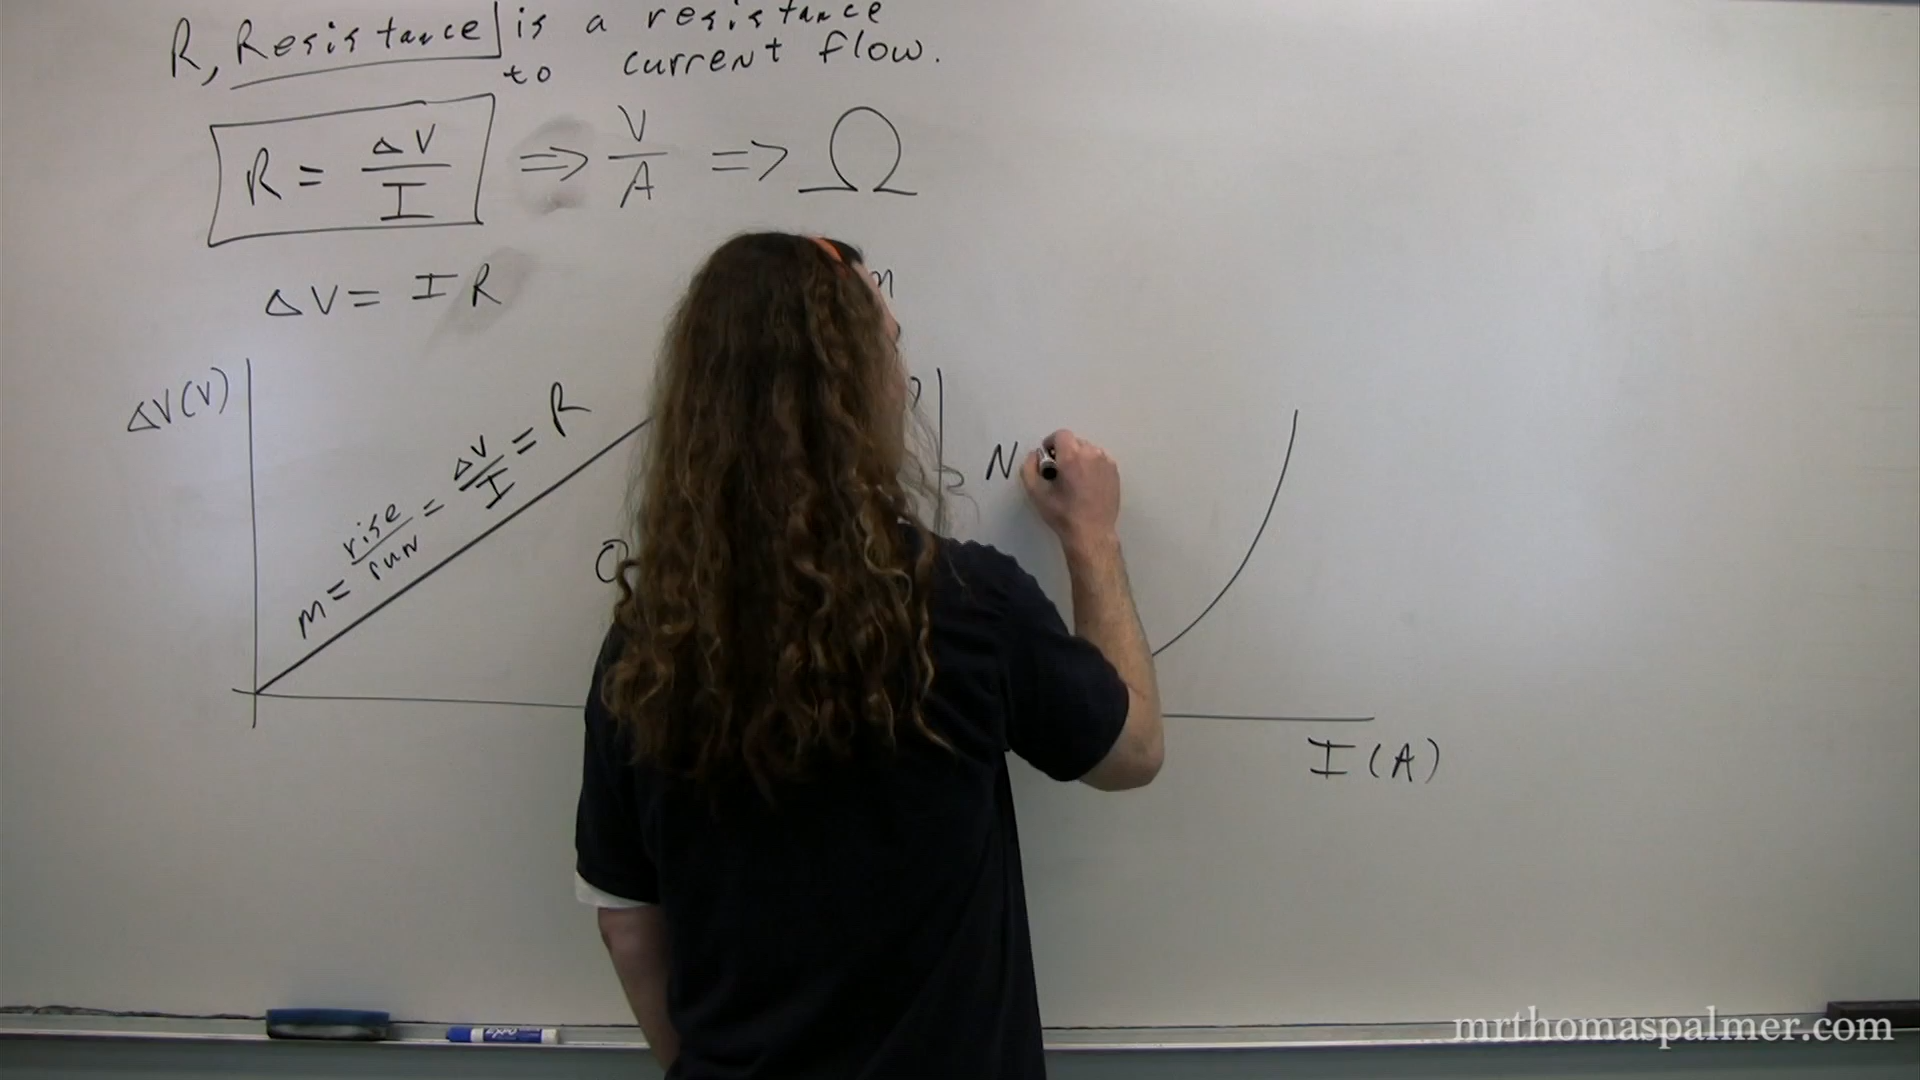 R, Resistance is a resistance
to current flow.
R = ΔV/I => V/A => Ω
ΔV = IR
ΔV(V)
m = rise/run = ΔV/I = R
N
I (A)
EXPO
mrthomaspalmer.com